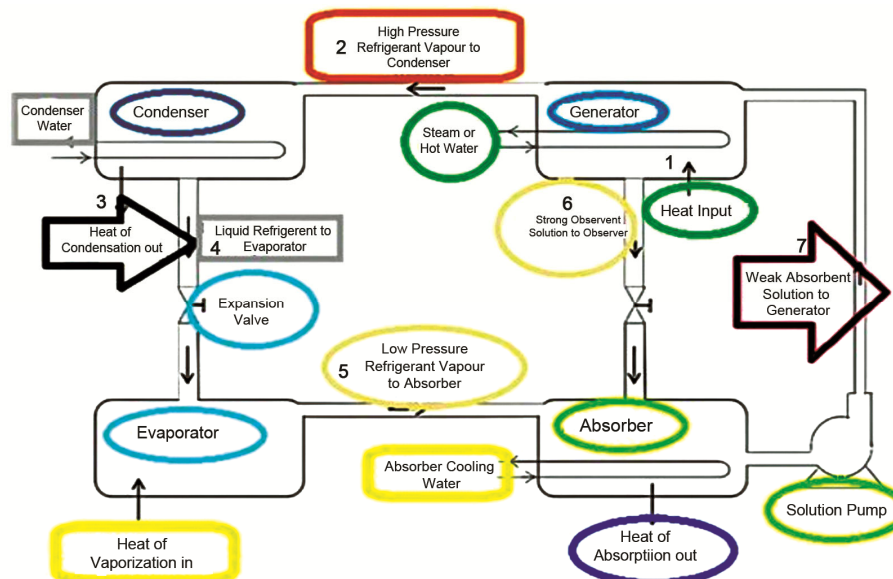 2
High Pressure
Refrigerant Vapour to
Condenser
Condenser
Water
Condenser
Steam or
Hot Water
Generator
1
Heat Input
3
Heat of
Condensation out
4
Liquid Refrigerent to
Evaporator
6
Strong Observent
Solution to Observer
7
Weak Absorbent
Solution to
Generator
Expansion
Valve
5
Low Pressure
Refrigerant Vapour
to Absorber
Evaporator
Absorber
Absorber Cooling
Water
Solution Pump
Heat of
Vaporization in
Heat of
Absorptiion out